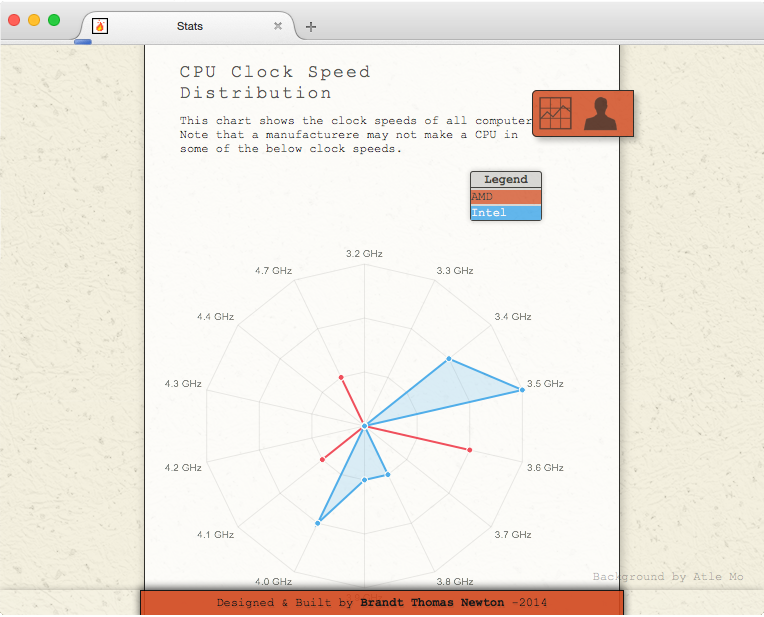 Stats
CPU Clock Speed
Distribution
This chart shows the clock speeds of all computer
Note that a manufacturere may not make a CPU in
some of the below clock speeds.
Legend
AMD
Intel
3.2 GHz
3.3 GHz
3.4 GHz
3.5 GHz
3.6 GHz
3.7 GHz
3.8 GHz
4.0 GHz
4.1 GHz
4.2 GHz
4.3 GHz
4.4 GHz
4.7 GHz
Background by Atle Mo
Designed & Built by Brandt Thomas Newton -2014